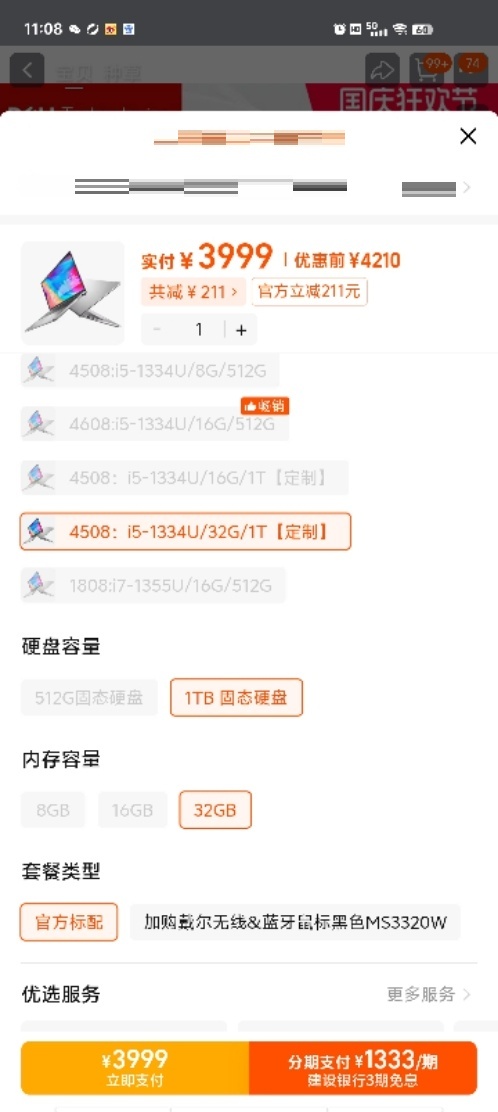 11:08
5G
60
宝贝 种草
99+
74
国庆狂欢节
实付¥3999 优惠前¥4210
共减¥211 > 官方立减211元
- 1 +
4508:i5-1334U/8G/512G
畅销
4608:i5-1334U/16G/512G
4508：i5-1334U/16G/1T【定制】
4508：i5-1334U/32G/1T【定制】
1808:i7-1355U/16G/512G
硬盘容量
512G固态硬盘 1TB 固态硬盘
内存容量
8GB 16GB 32GB
套餐类型
官方标配 加购戴尔无线&蓝牙鼠标黑色MS3320W
优选服务 更多服务 >
¥3999 分期支付 ¥1333/期
立即支付 建设银行3期免息